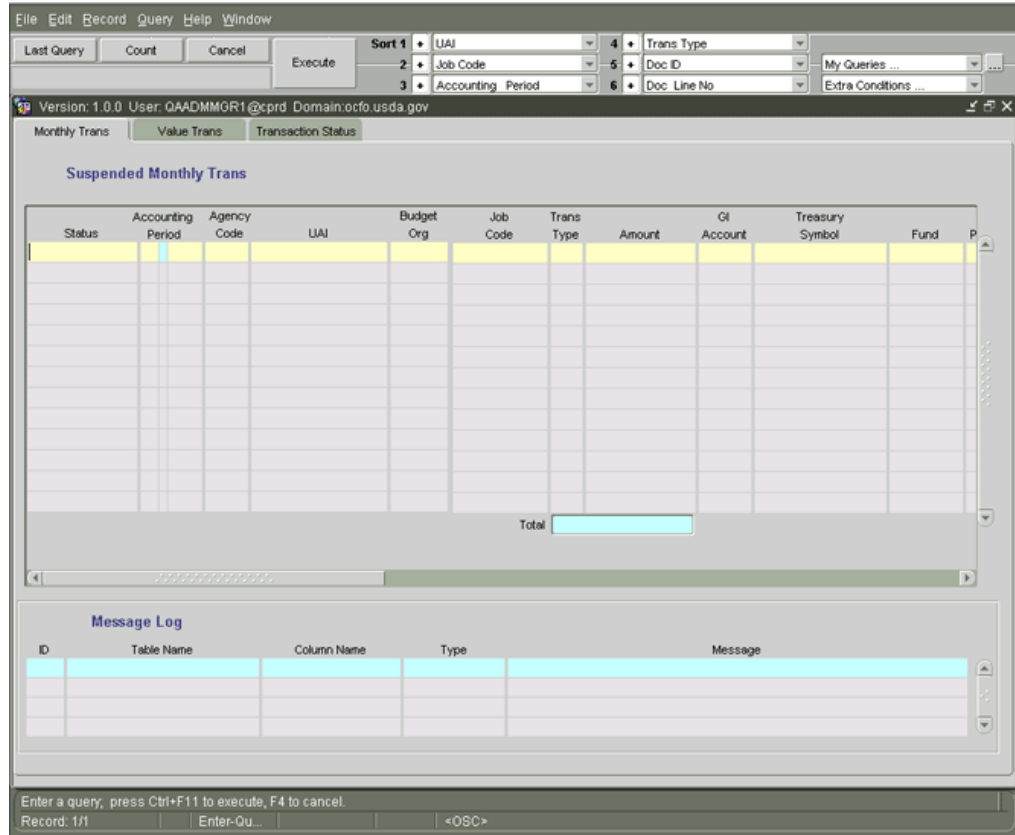 File Edit Record Query Help Window
Last Query Count Cancel Execute Sort 1 + UAI 4 + Trans Type
2 + Job Code 5 + Doc ID My Queries ... ...
3 + Accounting Period 6 + Doc Line No Extra Conditions ...
Version: 1.0.0 User: QAADMMGR1@cprd Domain:ocfo.usda.gov
Monthly Trans Value Trans Transaction Status
Suspended Monthly Trans
Accounting Agency Budget Job Trans Gl Treasury
Status Period Code UAI Org Code Type Amount Account Symbol Fund P
Total
Message Log
ID Table Name Column Name Type Message
Enter a query; press Ctrl+F11 to execute, F4 to cancel.
Record: 1/1 Enter-Qu... <OSC>